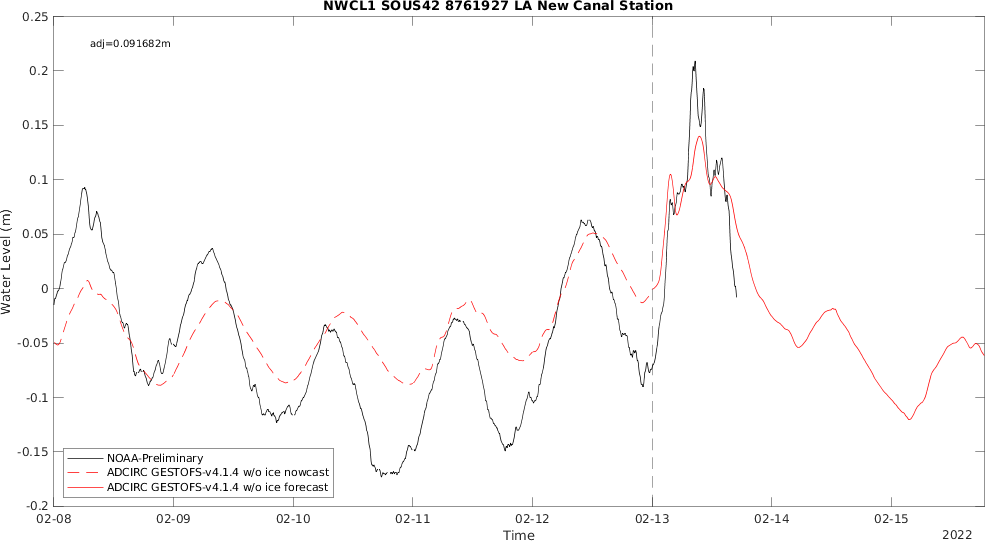 NWCL1 SOUS42 8761927 LA New Canal Station
0.25
adj=0.091682m
0.2
0.15
0.1
0.05
0
-0.05
-0.1
-0.15
-0.2
Water Level (m)
NOAA-Preliminary
ADCIRC GESTOFS-v4.1.4 w/o ice nowcast
ADCIRC GESTOFS-v4.1.4 w/o ice forecast
02-08 02-09 02-10 02-11 02-12 02-13 02-14 02-15
Time
2022